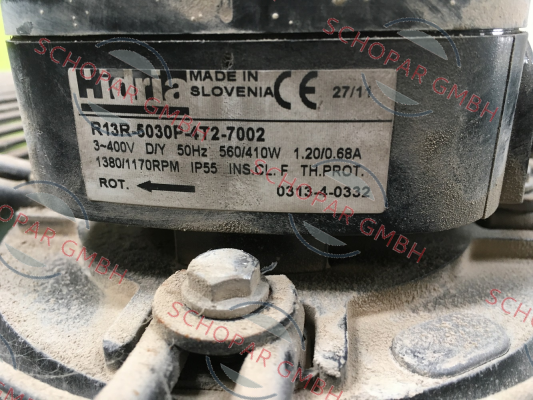 Hidria MADE IN SLOVENIA CE 27/11
R13R-5030P-4T2-7002
3~400V D/Y 50Hz 560/410W 1.20/0.68A
1380/1170RPM IP55 INS.CL. F TH.PROT.
ROT. ← 0313-4-0332
SCHOPAR GMBH.
SCHOPAR GMBH.
SCHOPAR GMBH.
SCHOPAR GMBH.
SCHOPAR GMBH.